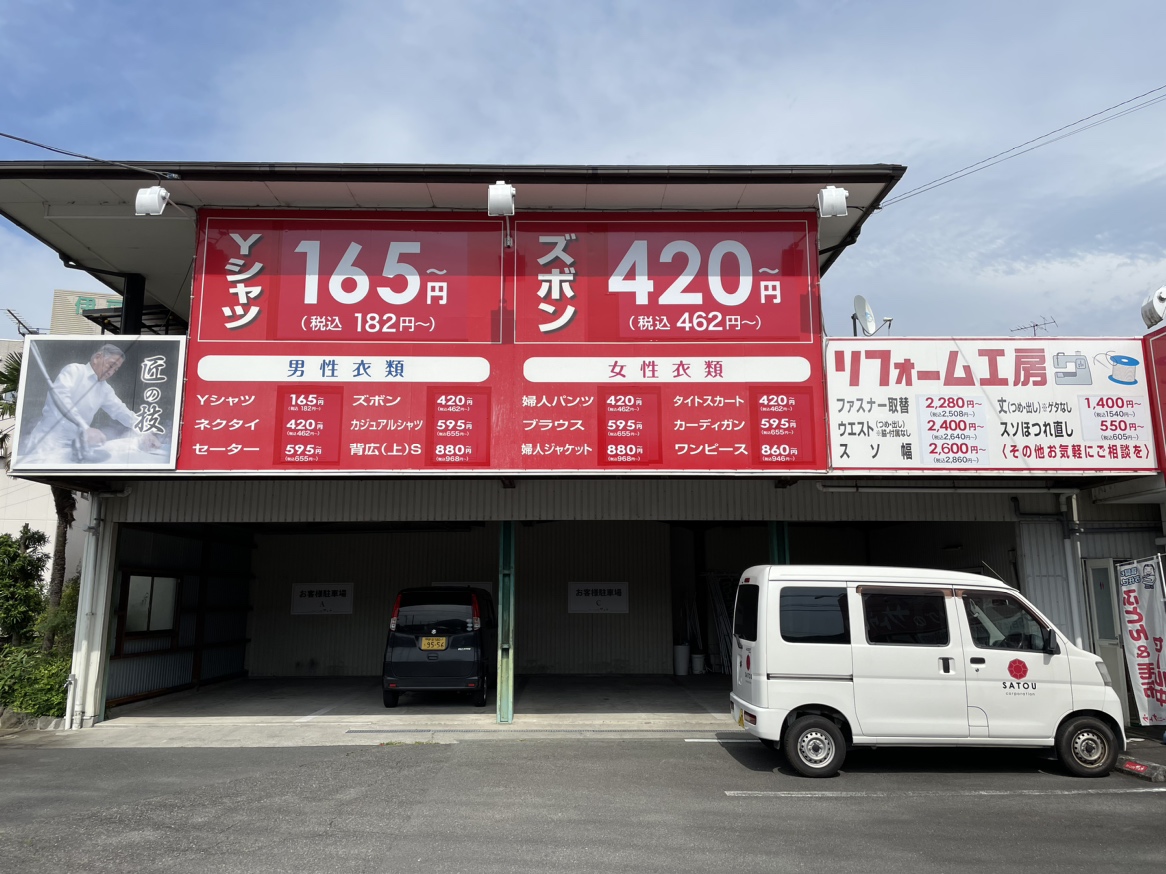 Yシャツ
165円~
(税込 182円~)
ズボン
420円~
(税込 462円~)
匠の技
男性衣類
Yシャツ 165円~ (税込 182円~) ズボン 420円~ (税込462円~)
ネクタイ 420円~ (税込462円~) カジュアルシャツ 595円~ (税込655円~)
セーター 595円~ (税込655円~) 背広(上)S 880円~ (税込968円~)
女性衣類
婦人パンツ 420円~ (税込462円~) タイトスカート 420円~ (税込462円~)
ブラウス 595円~ (税込655円~) カーディガン 595円~ (税込655円~)
婦人ジャケット 880円~ (税込968円~) ワンピース 860円~ (税込946円~)
リフォーム工房
ファスナー取替 2,280円~ (税込2,508円~) 丈(つめ・出し)※ゲタなし 1,400円~ (税込1540円~)
ウエスト(つめ・出し)※脇・付属なし 2,400円~ (税込2,640円~) スソほつれ直し 550円~ (税込605円~)
スソ幅 2,600円~ (税込2,860円~) 〈その他お気軽にご相談を〉
お客様駐車場
お客様駐車場
95-54
SATOU
corporation
ふとん&毛布